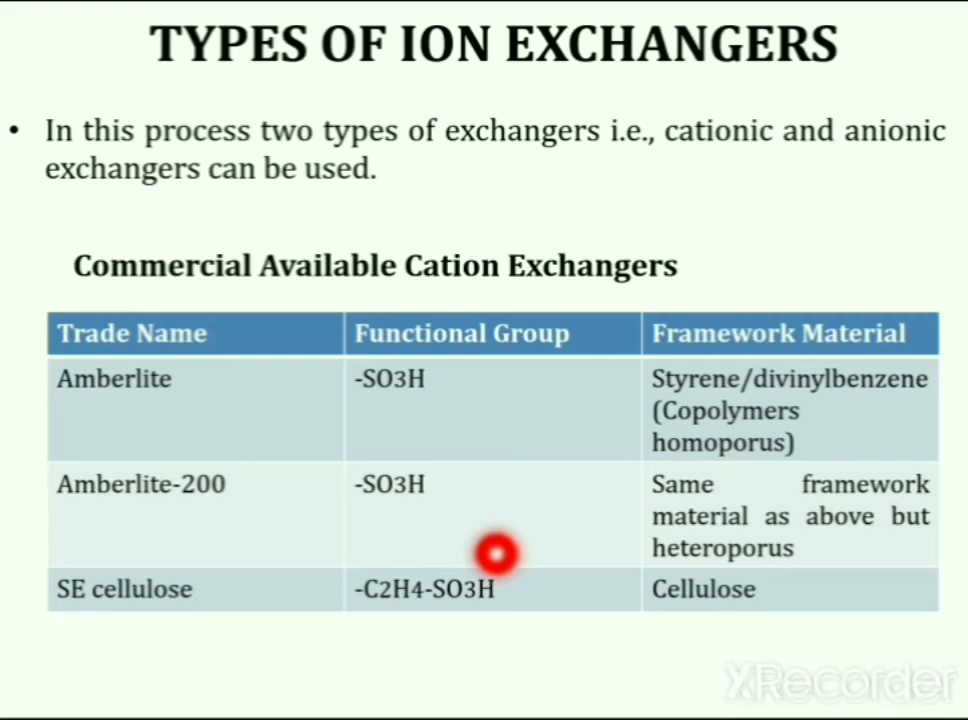 TYPES OF ION EXCHANGERS
• In this process two types of exchangers i.e., cationic and anionic
exchangers can be used.
Commercial Available Cation Exchangers
Trade Name Functional Group Framework Material
Amberlite -SO3H Styrene/divinylbenzene
(Copolymers
homoporus)
Amberlite-200 -SO3H Same framework
material as above but
heteroporus
SE cellulose -C2H4-SO3H Cellulose
XRecorder